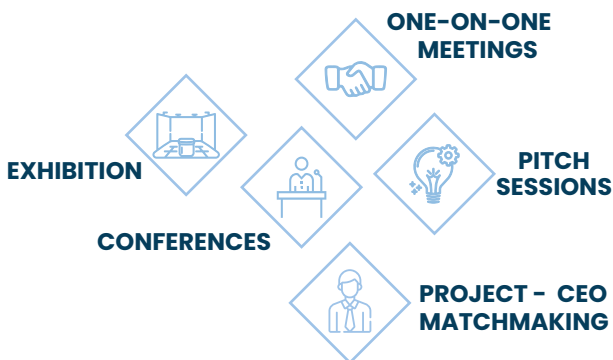 ONE-ON-ONE
MEETINGS
EXHIBITION
PITCH
SESSIONS
CONFERENCES
PROJECT - CEO
MATCHMAKING